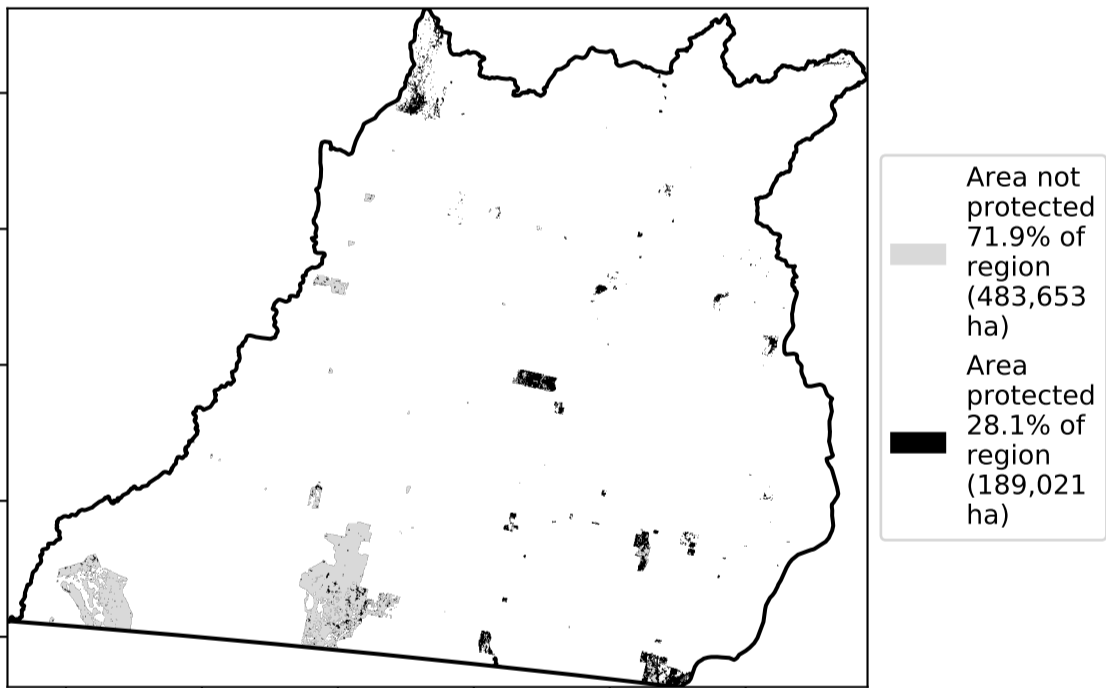 Area not
protected
71.9% of
region
(483,653
ha)
Area
protected
28.1% of
region
(189,021
ha)